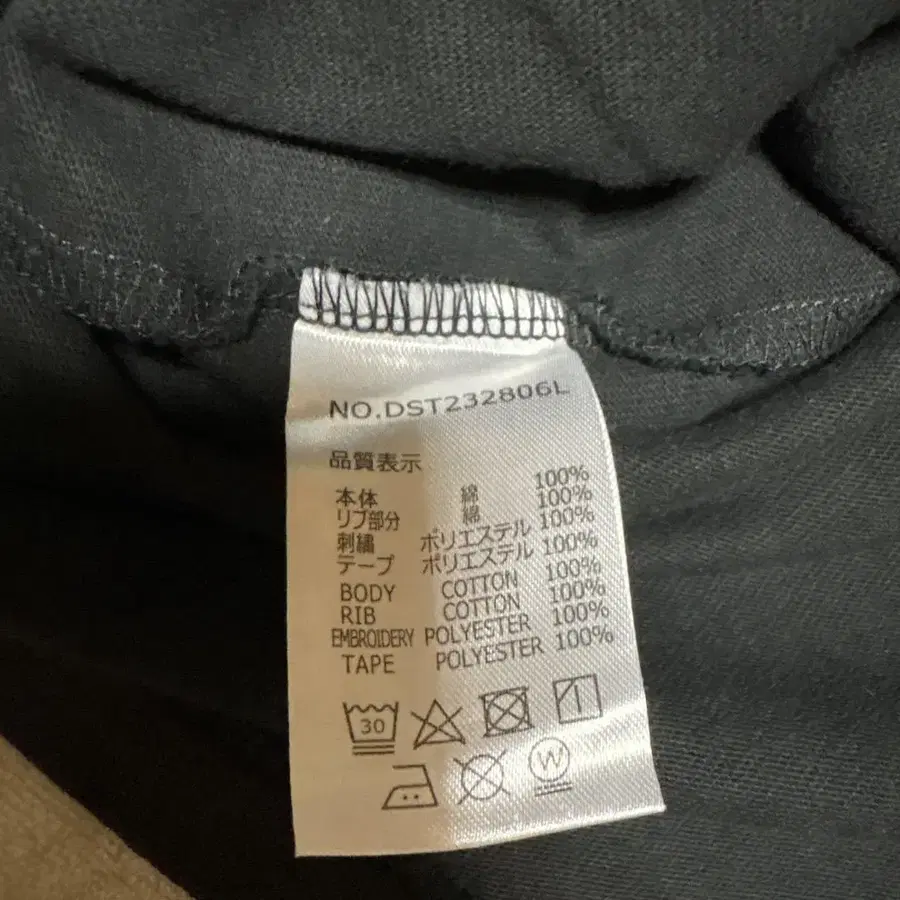 NO.DST232806L
品質表示
本体 綿 100%
リブ部分 綿 100%
刺繍 ポリエステル 100%
テープ ポリエステル 100%
BODY COTTON 100%
RIB COTTON 100%
EMBROIDERY POLYESTER 100%
TAPE POLYESTER 100%
30
W